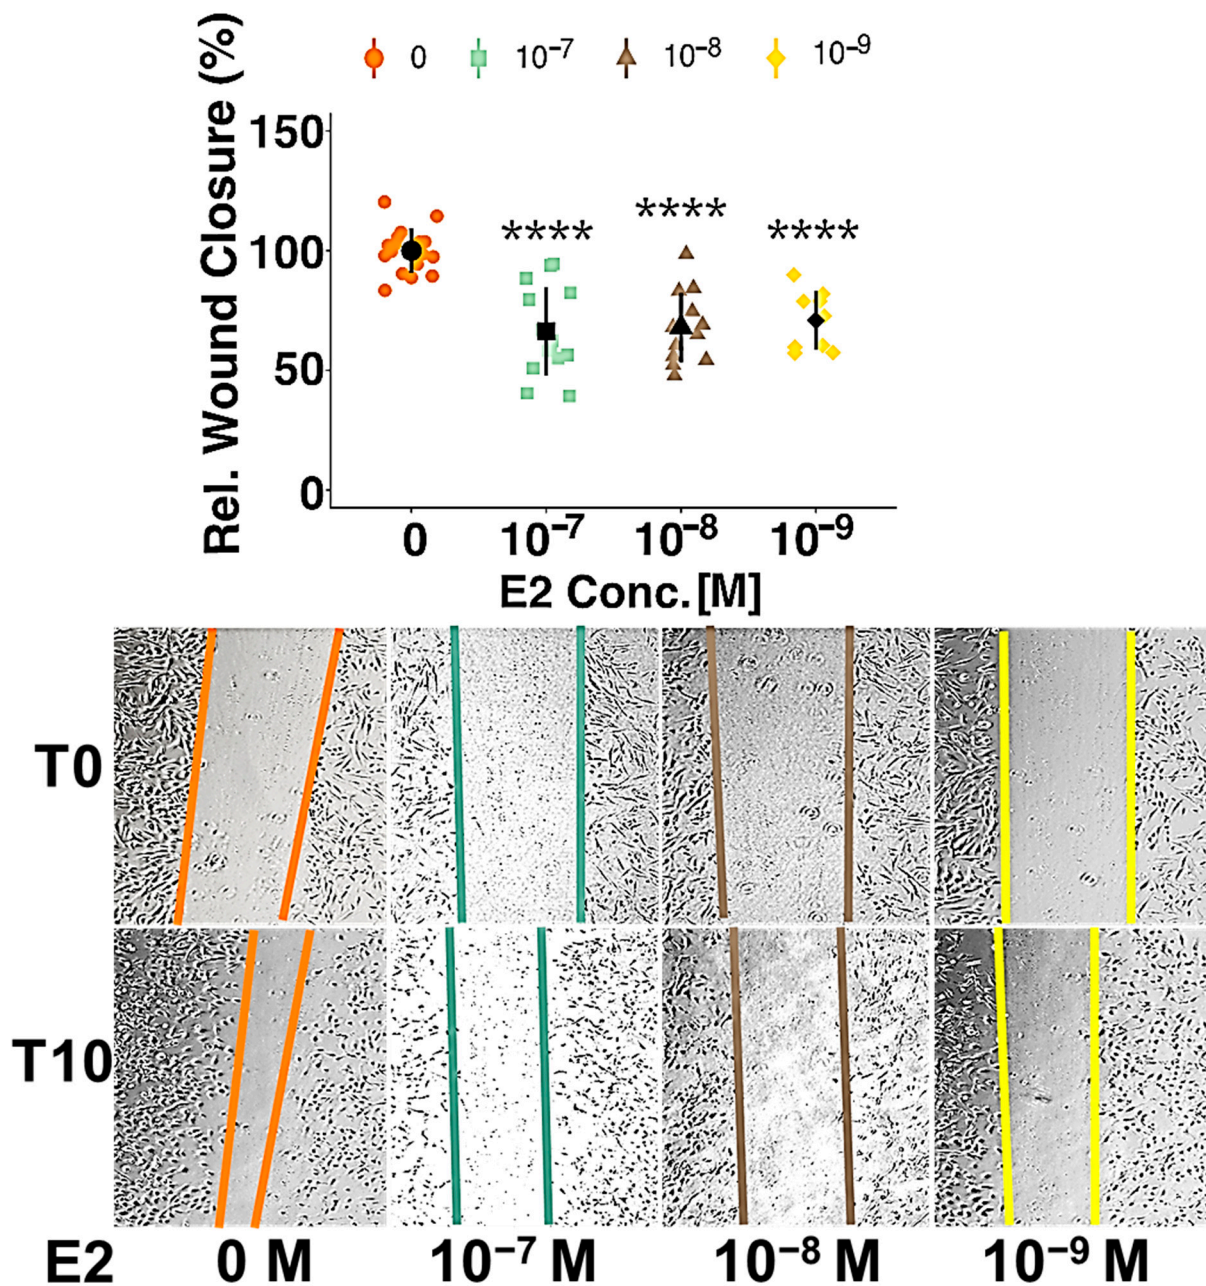 0 10⁻⁷ 10⁻⁸ 10⁻⁹
Rel. Wound Closure (%)
150
100
50
0
**** **** ****
0 10⁻⁷ 10⁻⁸ 10⁻⁹
E2 Conc.[M]
T0
T10
E2 0 M 10⁻⁷ M 10⁻⁸ M 10⁻⁹ M